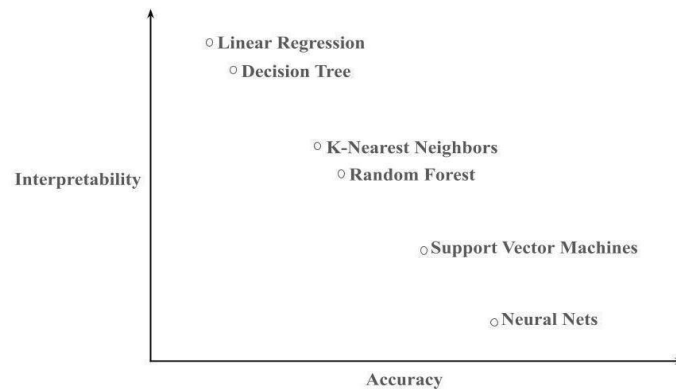 Linear Regression
Decision Tree
K-Nearest Neighbors
Random Forest
Interpretability
Support Vector Machines
Neural Nets
Accuracy